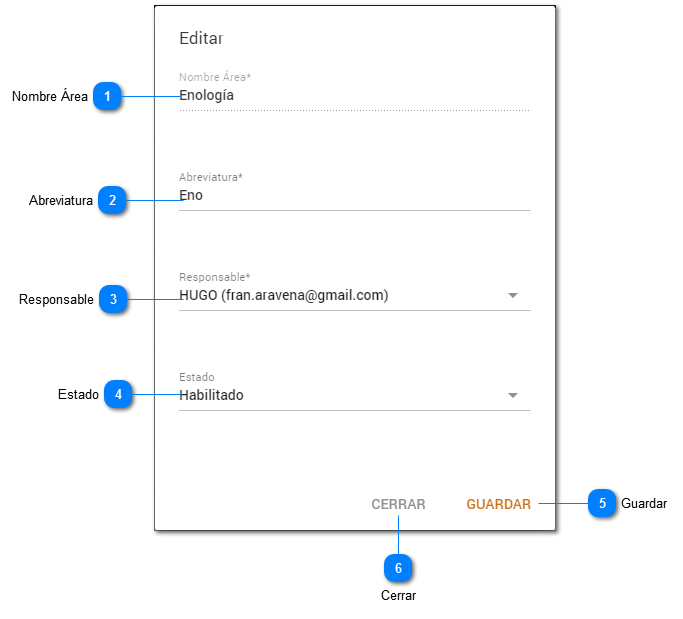 Editar
Nombre Área*
Nombre Área 1 Enología
Abreviatura*
Abreviatura 2 Eno
Responsable*
Responsable 3 HUGO (fran.aravena@gmail.com)
Estado
Estado 4 Habilitado
CERRAR GUARDAR 5 Guardar
6
Cerrar